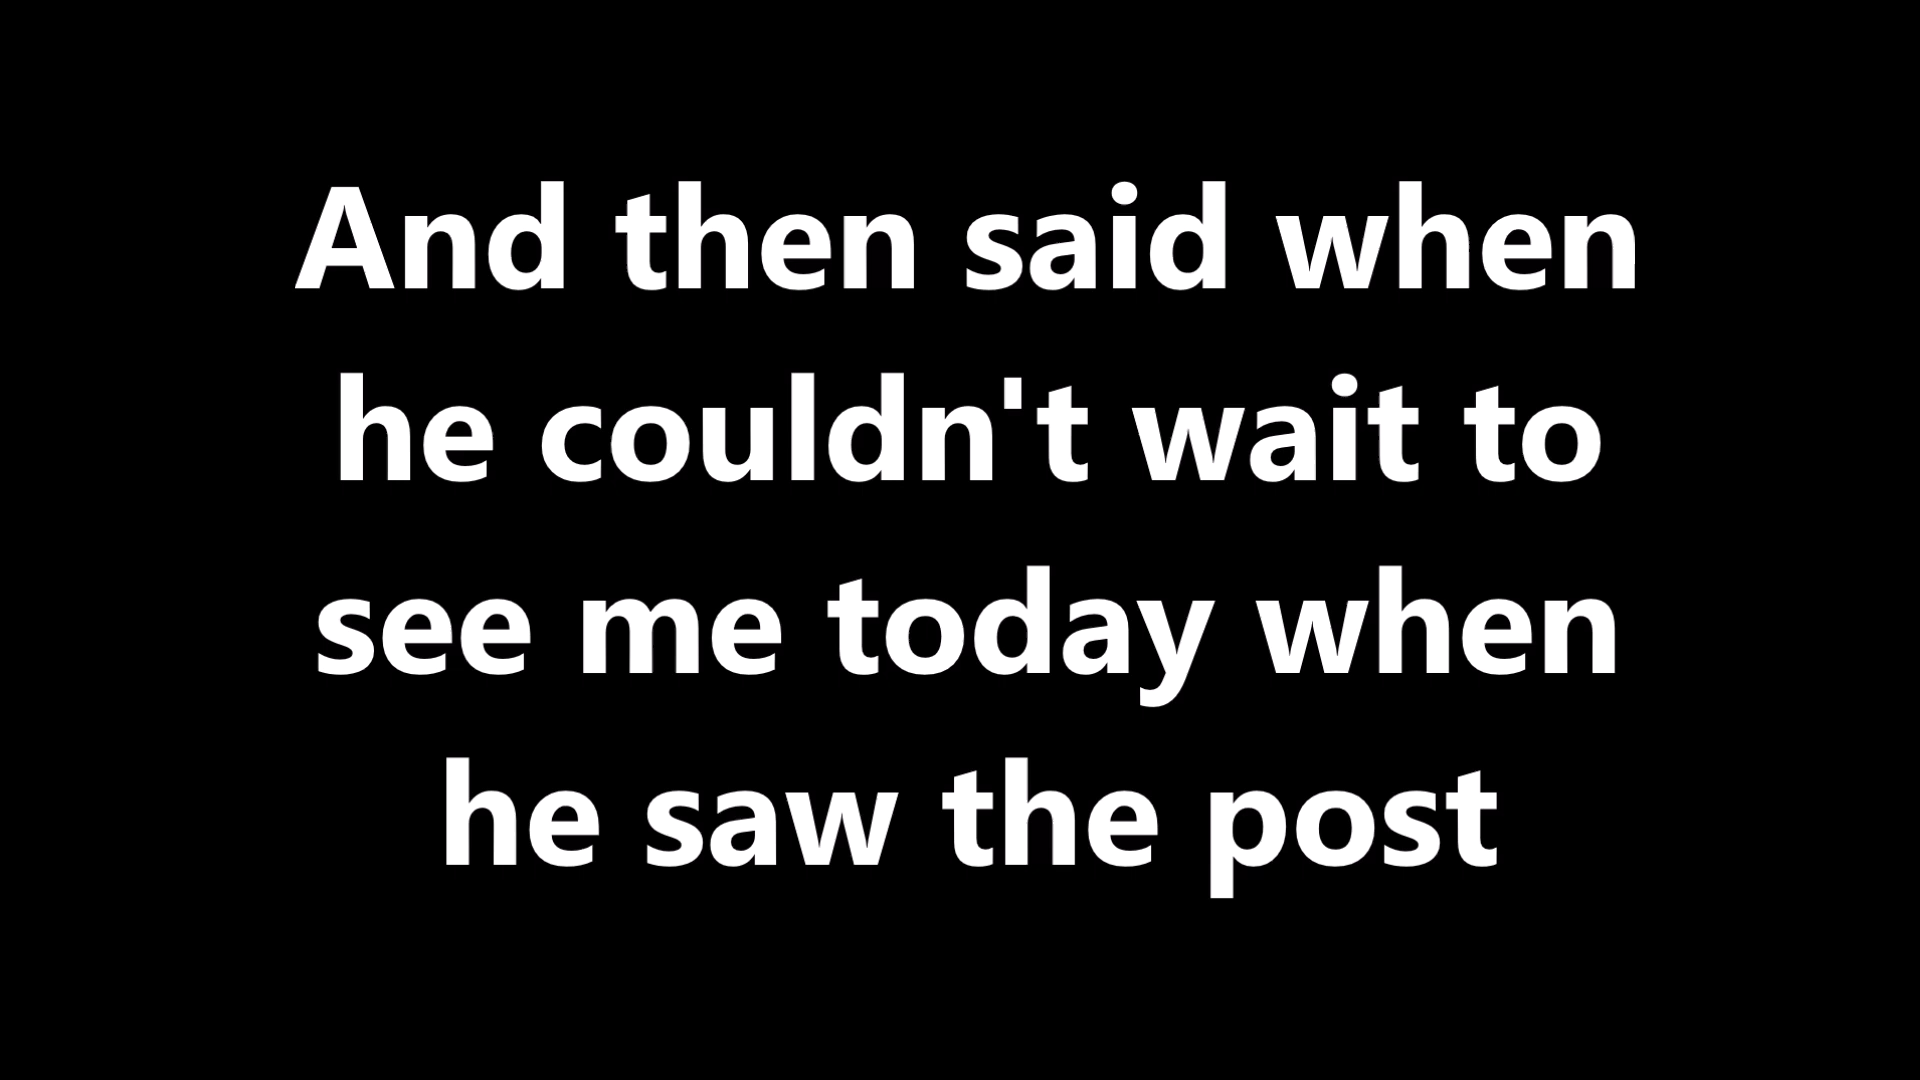 And then said when
he couldn't wait to
see me today when
he saw the post